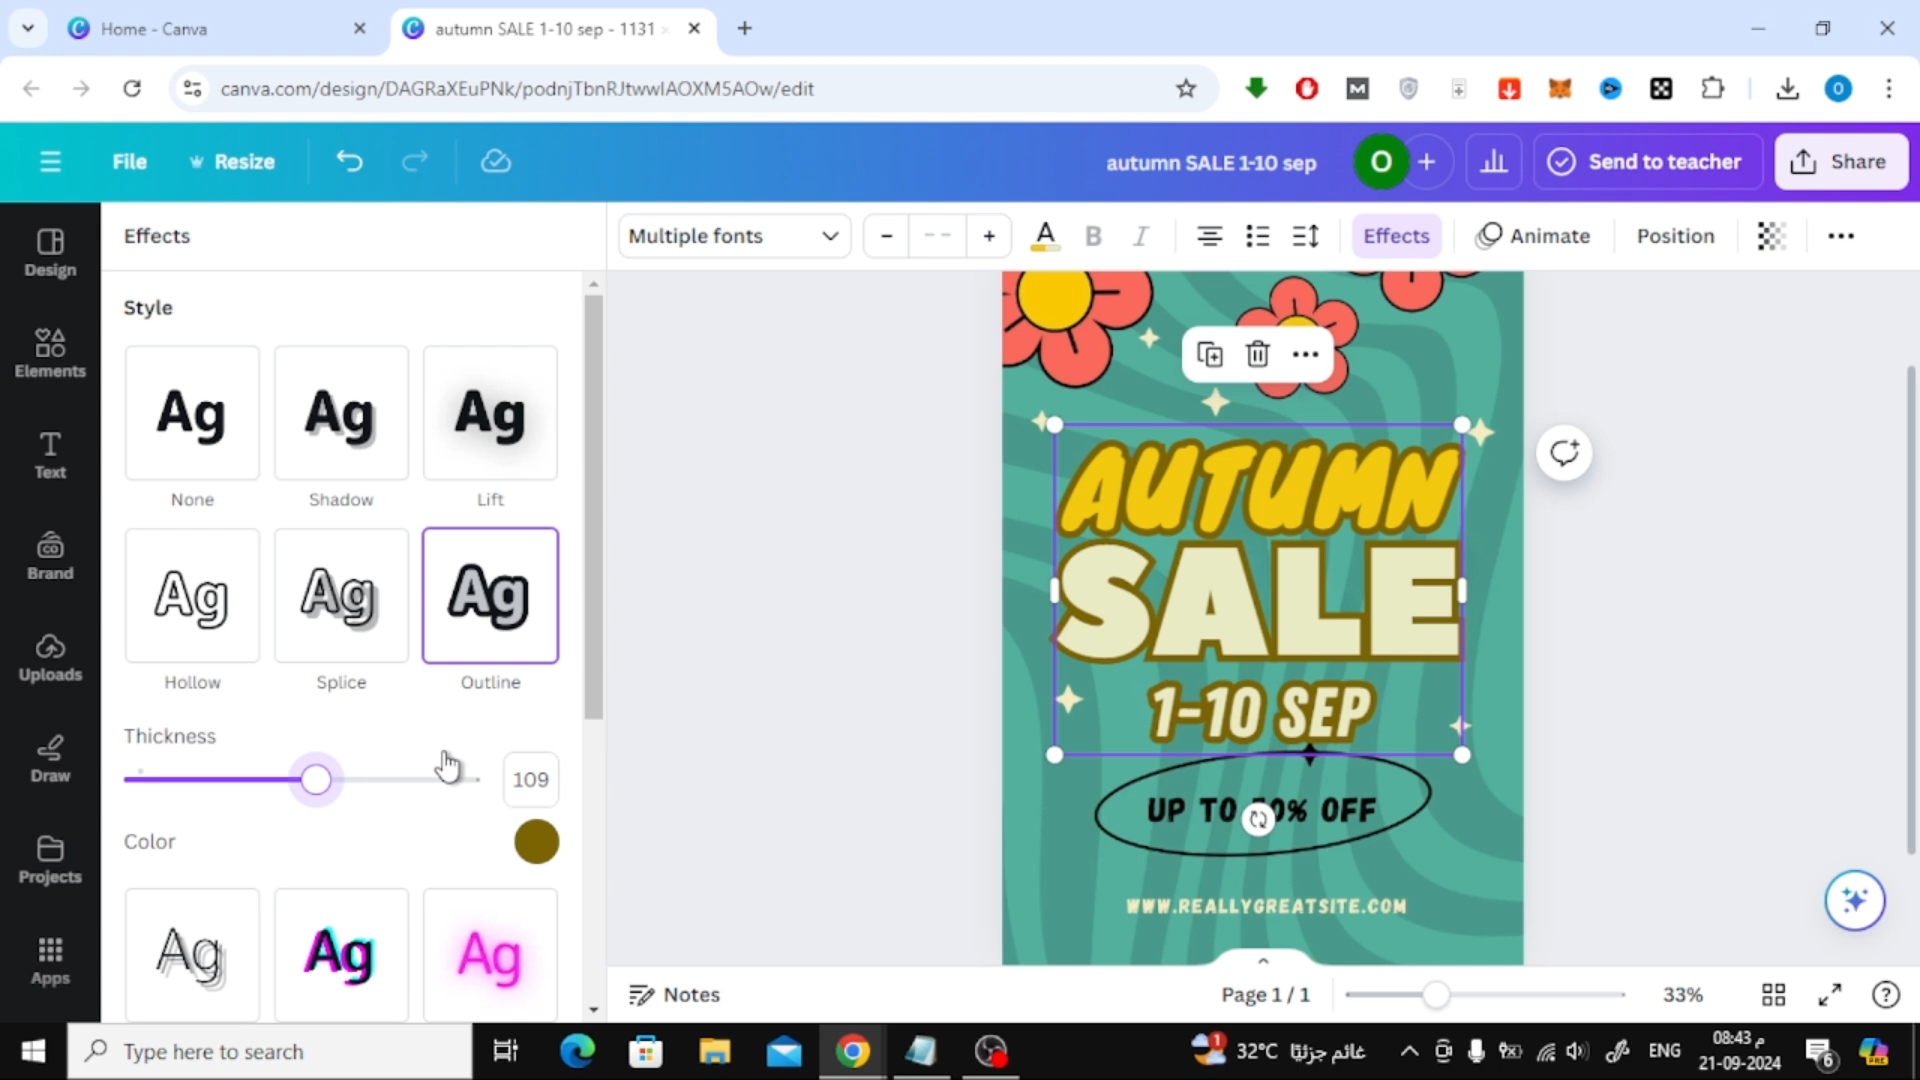 Home - Canva
autumn SALE 1-10 sep - 1131
canva.com/design/DAGRaXEuPNk/podnjTbnRJtwwIAOXM5AOw/edit
File
Resize
autumn SALE 1-10 sep
O
Send to teacher
Share
Design
Elements
Text
Brand
Uploads
Draw
Projects
Apps
Effects
Multiple fonts
Effects
Animate
Position
Style
Ag
Ag
Ag
None
Shadow
Lift
Ag
Ag
Ag
Hollow
Splice
Outline
Thickness
109
Color
Ag
Ag
Ag
AUTUMN
SALE
1-10 SEP
UP TO 50% OFF
WWW.REALLYGREATSITE.COM
Notes
Page 1 / 1
33%
Type here to search
32°C غائم جزئيًا
ENG
08:43 م
21-09-2024
6